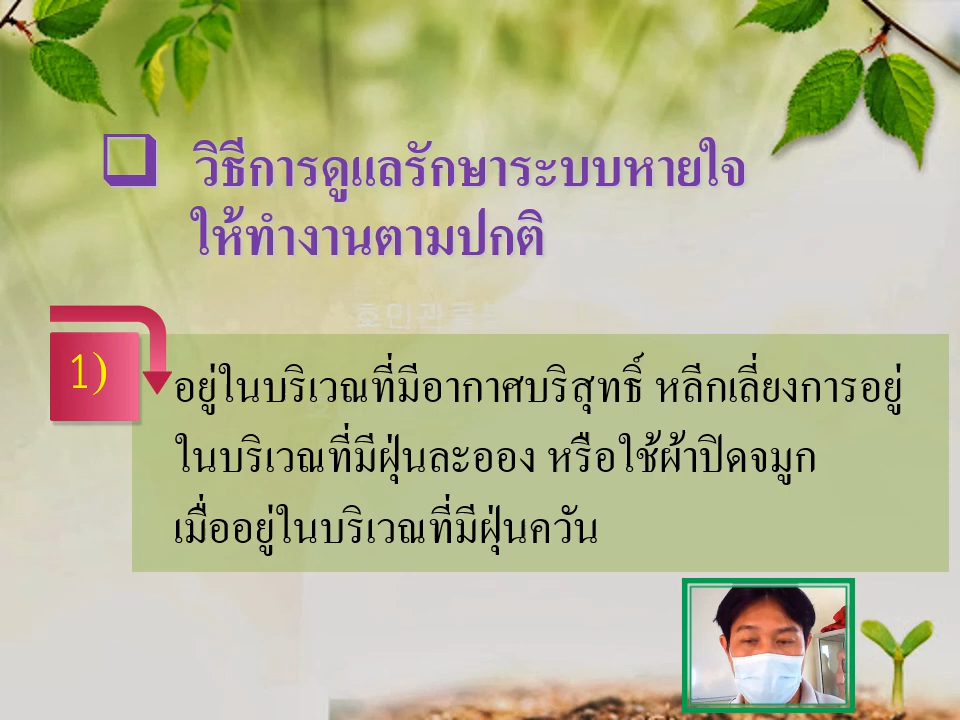 วิธีการดูแลรักษาระบบหายใจ
ให้ทำงานตามปกติ
1)
อยู่ในบริเวณที่มีอากาศบริสุทธิ์ หลีกเลี่ยงการอยู่
ในบริเวณที่มีฝุ่นละออง หรือใช้ผ้าปิดจมูก
เมื่ออยู่ในบริเวณที่มีฝุ่นควัน